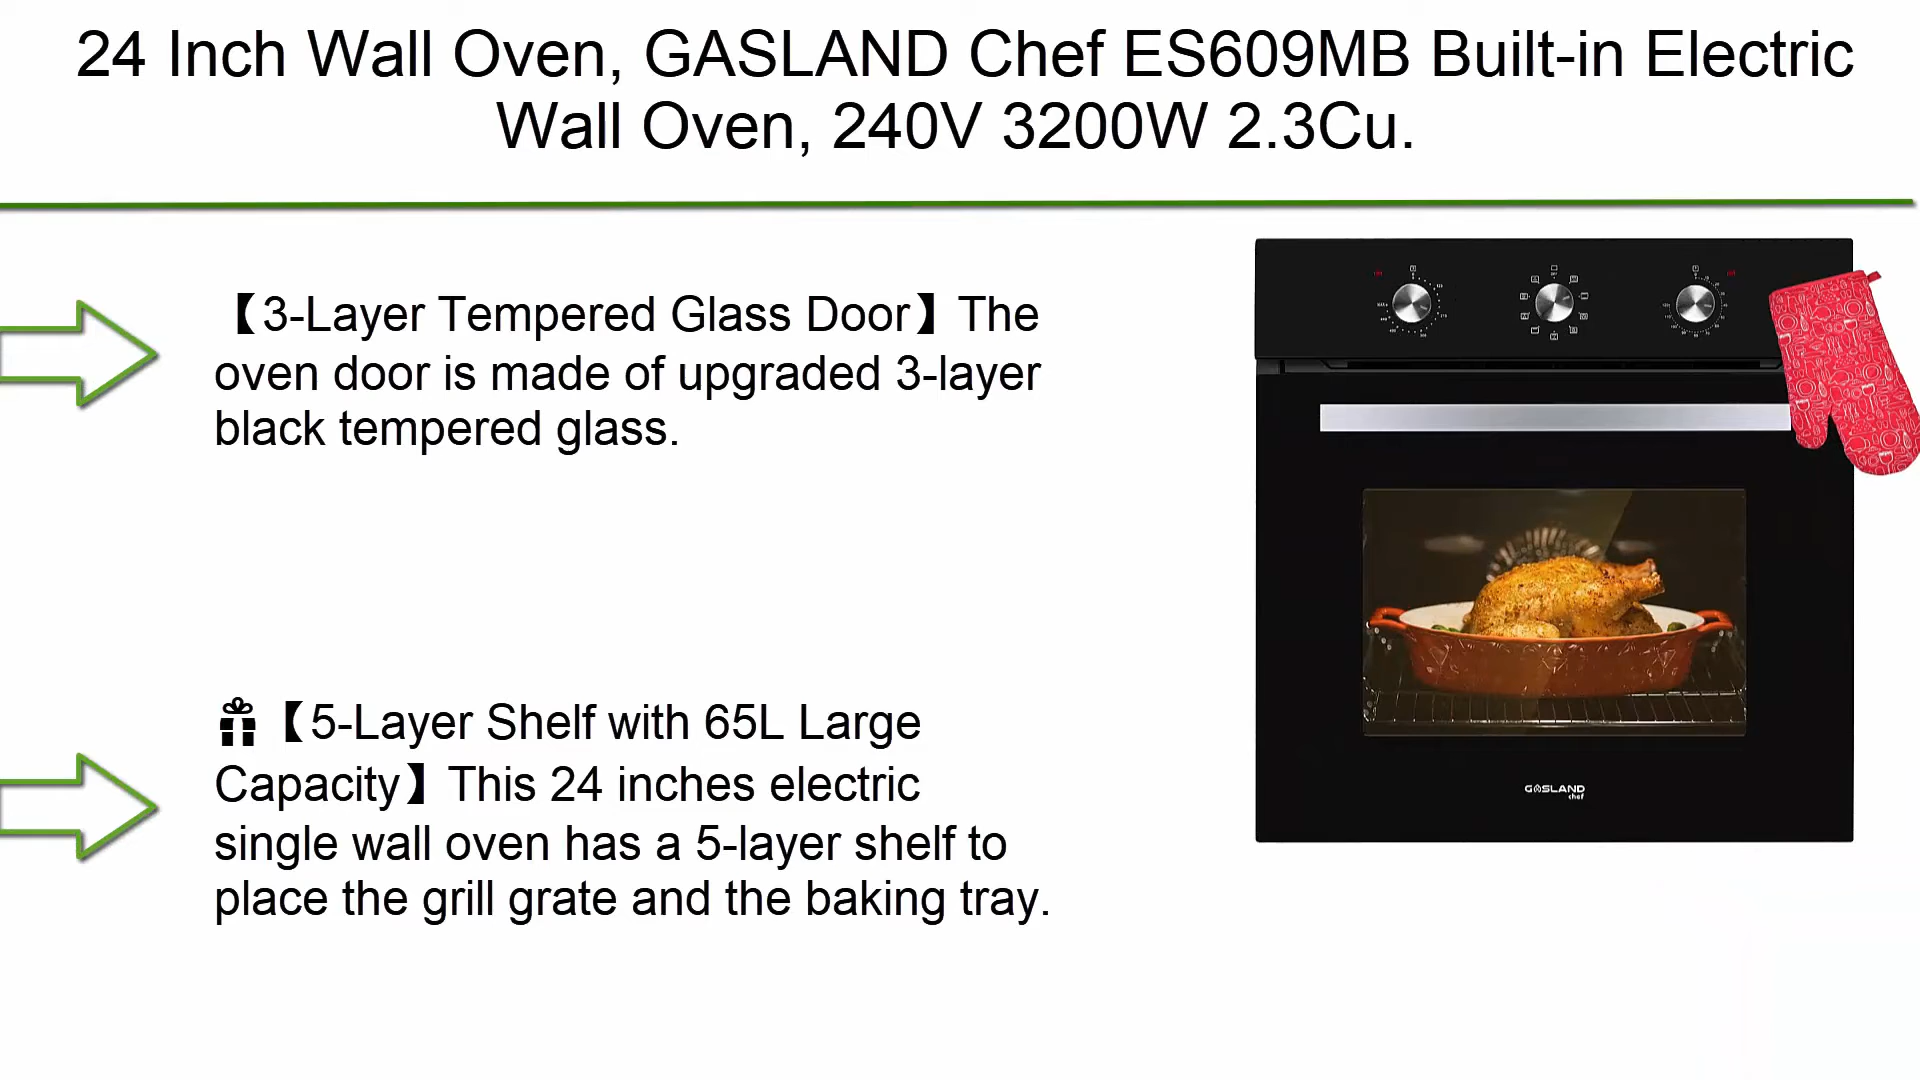 24 Inch Wall Oven, GASLAND Chef ES609MB Built-in Electric
Wall Oven, 240V 3200W 2.3Cu.
【3-Layer Tempered Glass Door】The
oven door is made of upgraded 3-layer
black tempered glass.
🎁【5-Layer Shelf with 65L Large
Capacity】This 24 inches electric
single wall oven has a 5-layer shelf to
place the grill grate and the baking tray.
GASLAND
chef